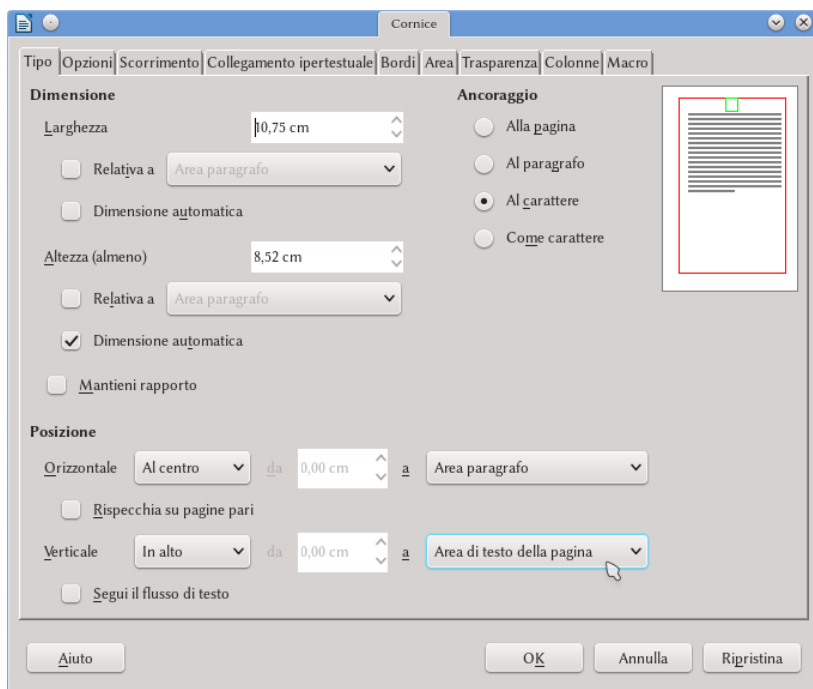 Cornice
Tipo Opzioni Scorrimento Collegamento ipertestuale Bordi Area Trasparenza Colonne Macro
Dimensione
Larghezza 10,75 cm
Relativa a Area paragrafo
Dimensione automatica
Altezza (almeno) 8,52 cm
Relativa a Area paragrafo
Dimensione automatica
Mantieni rapporto
Ancoraggio
Alla pagina
Al paragrafo
Al carattere
Come carattere
Posizione
Orizzontale Al centro da 0,00 cm a Area paragrafo
Rispecchia su pagine pari
Verticale In alto da 0,00 cm a Area di testo della pagina
Segui il flusso di testo
Aiuto OK Annulla Ripristina